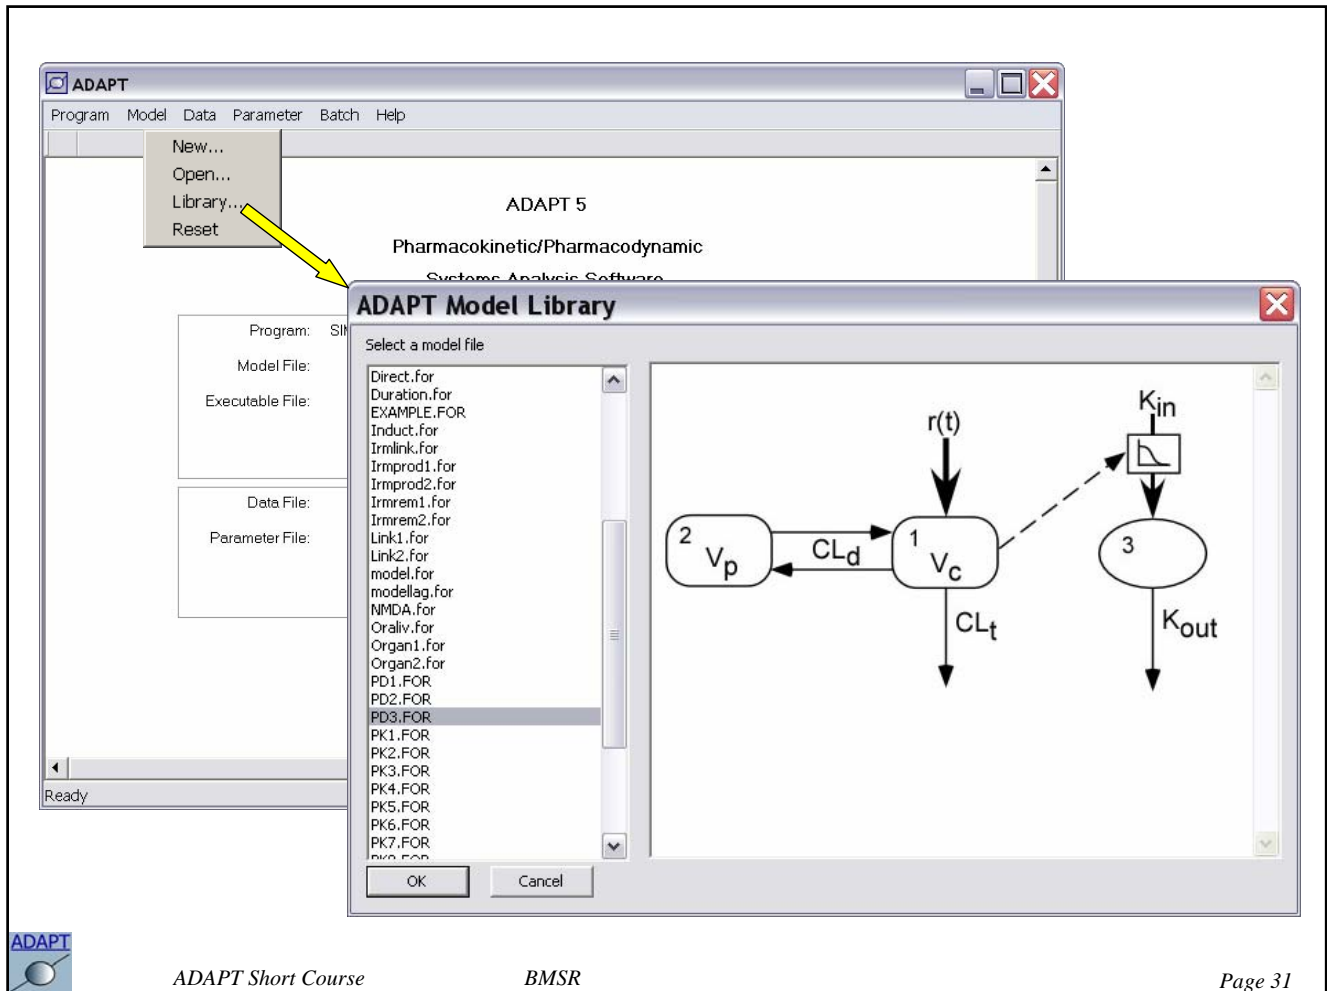 ADAPT
Program Model Data Parameter Batch Help
New...
Open...
Library...
Reset
ADAPT 5
Pharmacokinetic/Pharmacodynamic
Systems Analysis Software
Program:
Model File:
Executable File:
Data File:
Parameter File:
Ready
ADAPT Model Library
Select a model file
Direct.for
Duration.for
EXAMPLE.FOR
Induct.for
Irmlink.for
Irmprod1.for
Irmprod2.for
Irmrem1.for
Irmrem2.for
Link1.for
Link2.for
model.for
modellag.for
NMDA.for
Oraliv.for
Organ1.for
Organ2.for
PD1.FOR
PD2.FOR
PD3.FOR
PK1.FOR
PK2.FOR
PK3.FOR
PK4.FOR
PK5.FOR
PK6.FOR
PK7.FOR
OK Cancel
r(t)
Kin
2 Vp
CLd
1 Vc
3
CLt
Kout
ADAPT
ADAPT Short Course BMSR Page 31